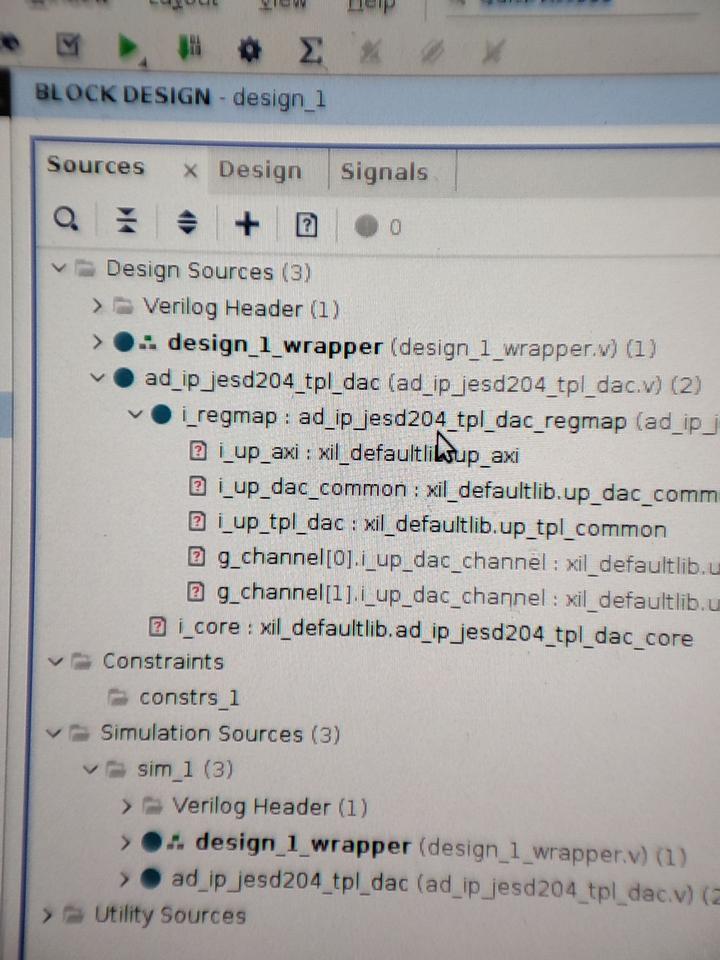 View Help
BLOCK DESIGN - design_1
Sources × Design Signals
0
Design Sources (3)
Verilog Header (1)
design_1_wrapper (design_1_wrapper.v) (1)
ad_ip_jesd204_tpl_dac (ad_ip_jesd204_tpl_dac.v) (2)
i_regmap : ad_ip_jesd204_tpl_dac_regmap (ad_ip_j
i_up_axi : xil_defaultlib.up_axi
i_up_dac_common : xil_defaultlib.up_dac_comm
i_up_tpl_dac : xil_defaultlib.up_tpl_common
g_channel[0].i_up_dac_channel : xil_defaultlib.u
g_channel[1].i_up_dac_channel : xil_defaultlib.u
i_core : xil_defaultlib.ad_ip_jesd204_tpl_dac_core
Constraints
constrs_1
Simulation Sources (3)
sim_1 (3)
Verilog Header (1)
design_1_wrapper (design_1_wrapper.v) (1)
ad_ip_jesd204_tpl_dac (ad_ip_jesd204_tpl_dac.v) (2
Utility Sources